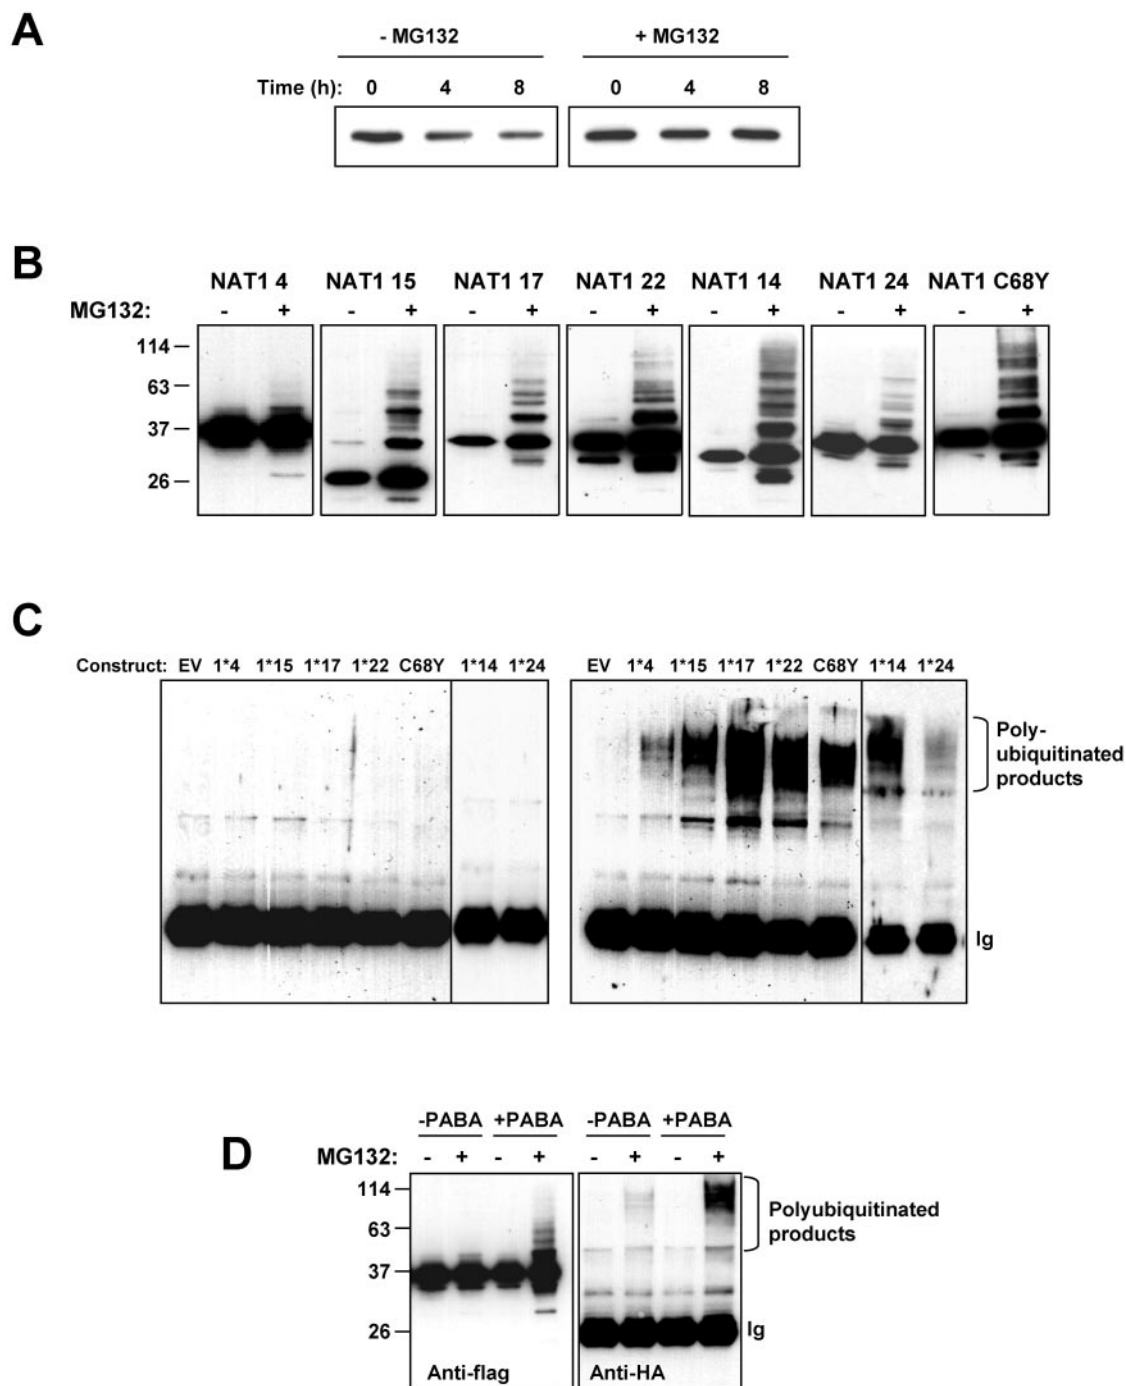 A
- MG132 + MG132
Time (h): 0 4 8 0 4 8
B
NAT1 4 NAT1 15 NAT1 17 NAT1 22 NAT1 14 NAT1 24 NAT1 C68Y
MG132: - + - + - + - + - + - + - +
114
63
37
26
C
Construct: EV 1*4 1*15 1*17 1*22 C68Y 1*14 1*24 EV 1*4 1*15 1*17 1*22 C68Y 1*14 1*24
Poly-
ubiquitinated
products
Ig
D
-PABA +PABA -PABA +PABA
MG132: - + - + - + - +
114
63
37
26
Polyubiquitinated
products
Ig
Anti-flag Anti-HA